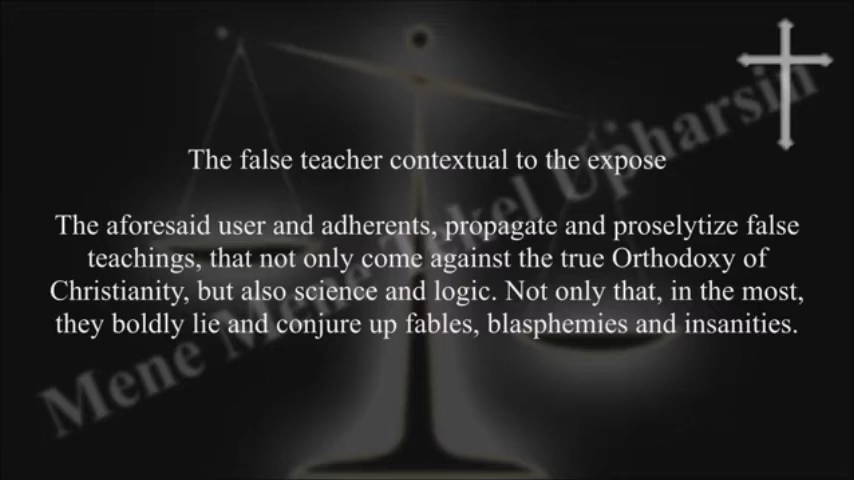 The false teacher contextual to the expose
The aforesaid user and adherents, propagate and proselytize false
teachings, that not only come against the true Orthodoxy of
Christianity, but also science and logic. Not only that, in the most,
they boldly lie and conjure up fables, blasphemies and insanities.
Mene Mene Tekel Upharsin